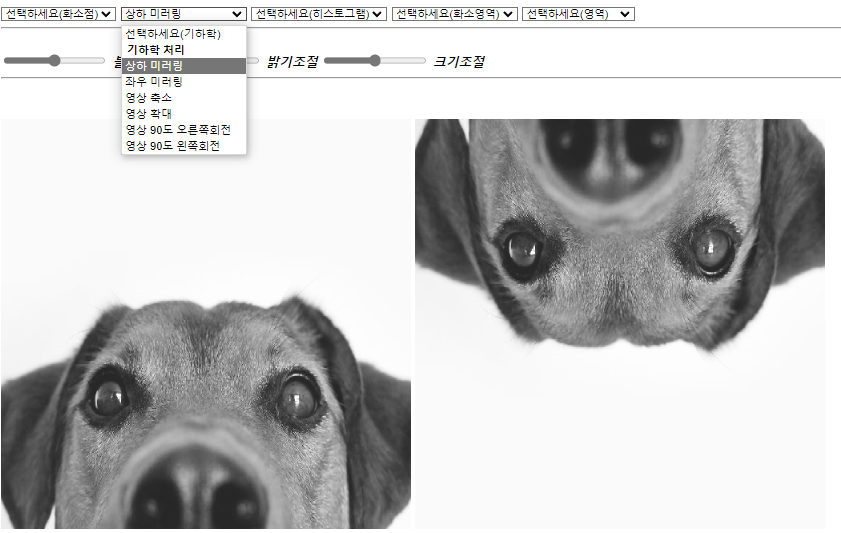 선택하세요(화소점) 상하 미러링 선택하세요(히스토그램) 선택하세요(화소영역) 선택하세요(영역)
선택하세요(기하학)
기하학 처리
상하 미러링
좌우 미러링
영상 축소
영상 확대
영상 90도 오른쪽회전
영상 90도 왼쪽회전
밝기조절 크기조절